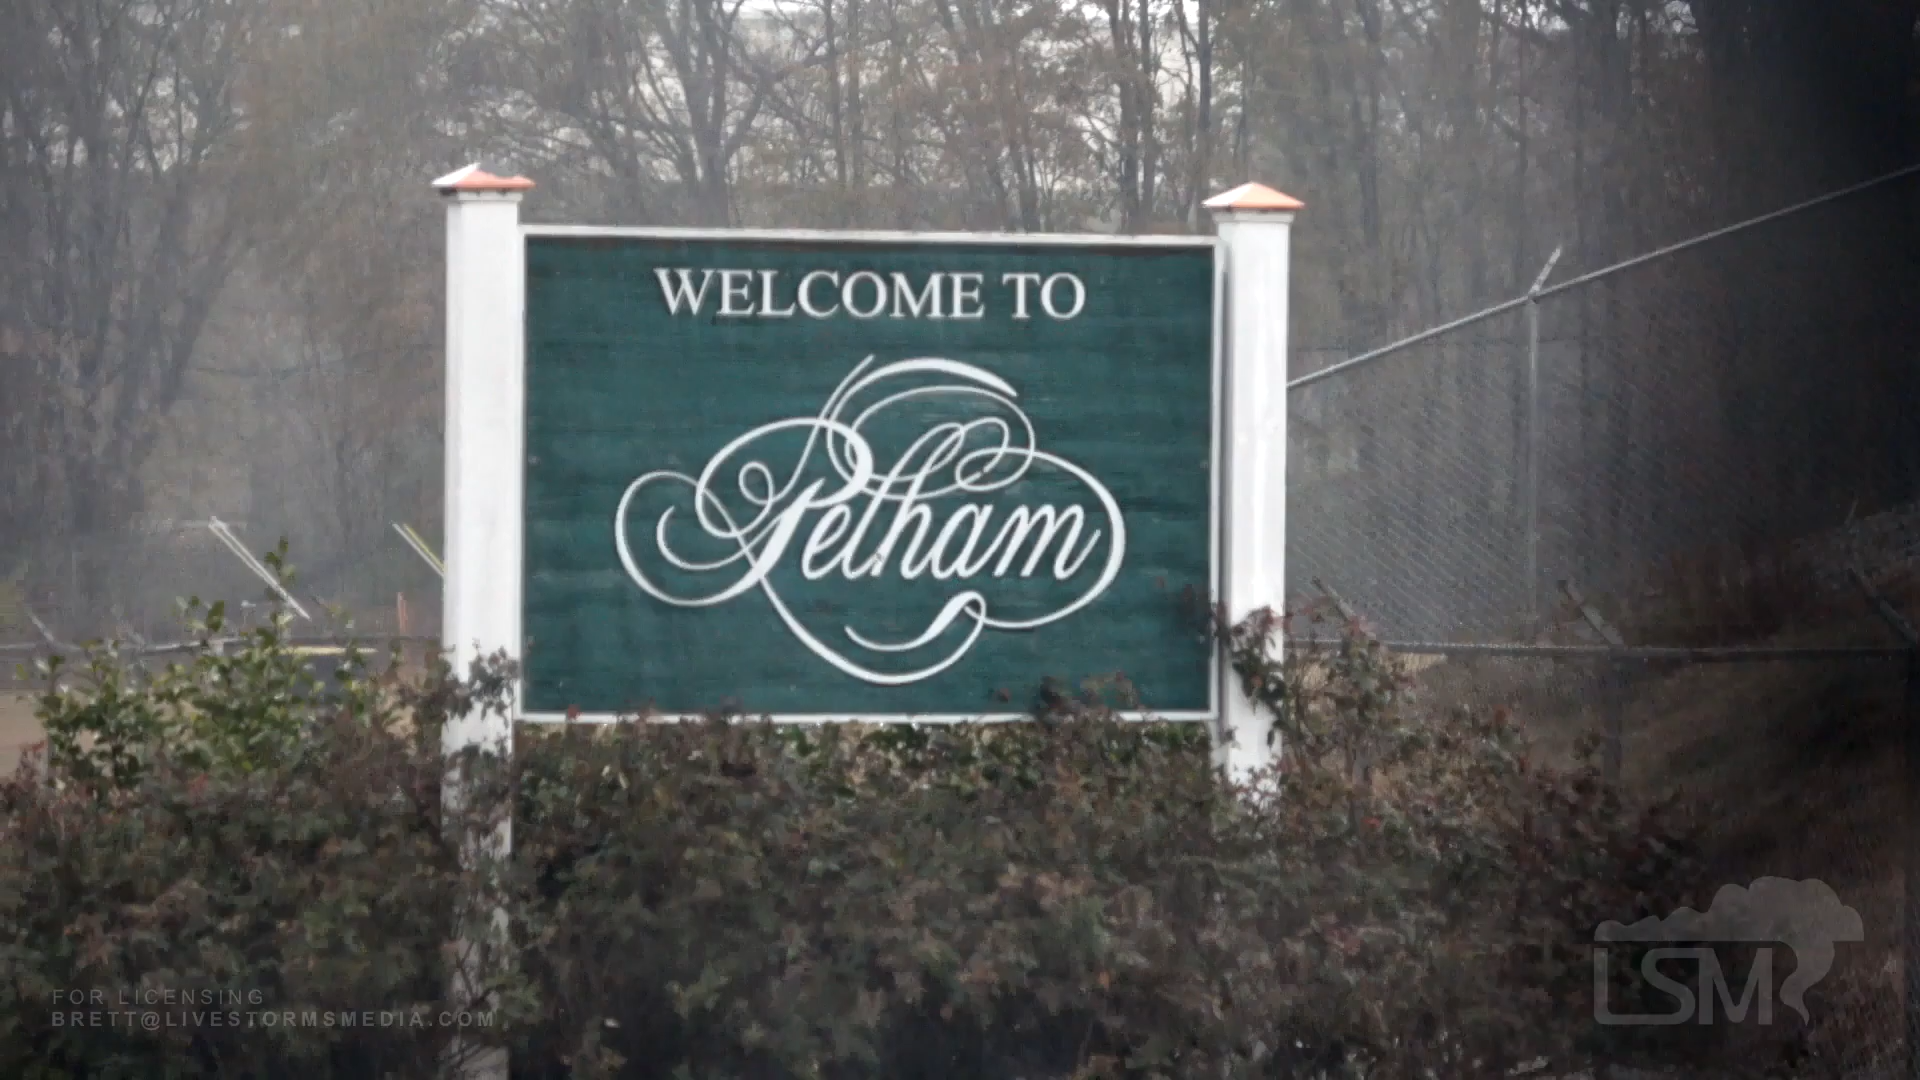 WELCOME TO
Pelham
FOR LICENSING
BRETT@LIVESTORMSMEDIA.COM
LSM